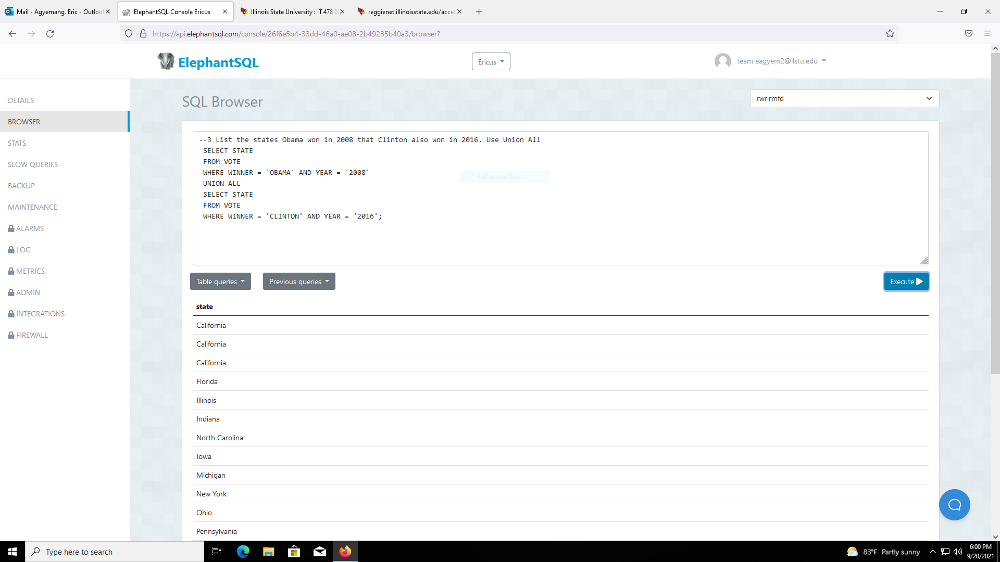 Mail - Agyemang, Eric - Outloo
ElephantSQL Console Ericus
Illinois State University : IT 478 0
reggienet.illinoisstate.edu/acce
https://api.elephantsql.com/console/26f6e5b4-33dd-46a0-ae08-2b49235b40a3/browser?
ElephantSQL
Ericus
team eagyem2@ilstu.edu
DETAILS
BROWSER
STATS
SLOW QUERIES
BACKUP
MAINTENANCE
ALARMS
LOG
METRICS
ADMIN
INTEGRATIONS
FIREWALL
SQL Browser
rwrirmfd
--3 List the states Obama won in 2008 that Clinton also won in 2016. Use Union All
SELECT STATE
FROM VOTE
WHERE WINNER = 'OBAMA' AND YEAR = '2008'
UNION ALL
SELECT STATE
FROM VOTE
WHERE WINNER = 'CLINTON' AND YEAR = '2016';
Full-screen Snip
Table queries
Previous queries
Execute
state
California
California
California
Florida
Illinois
Indiana
North Carolina
Iowa
Michigan
New York
Ohio
Pennsylvania
Type here to search
83°F Partly sunny
6:00 PM
9/20/2021